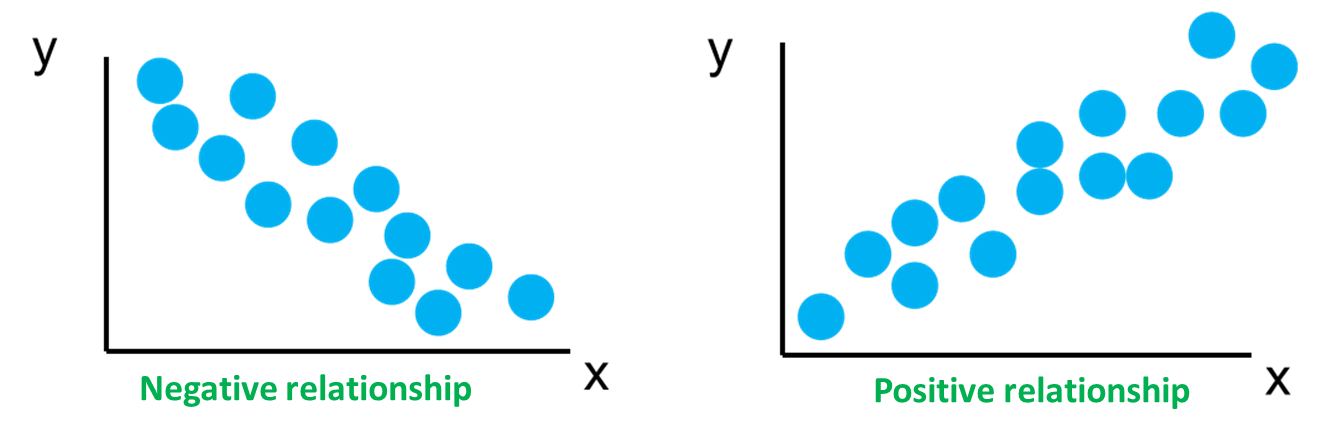 y
x
Negative relationship
y
x
Positive relationship